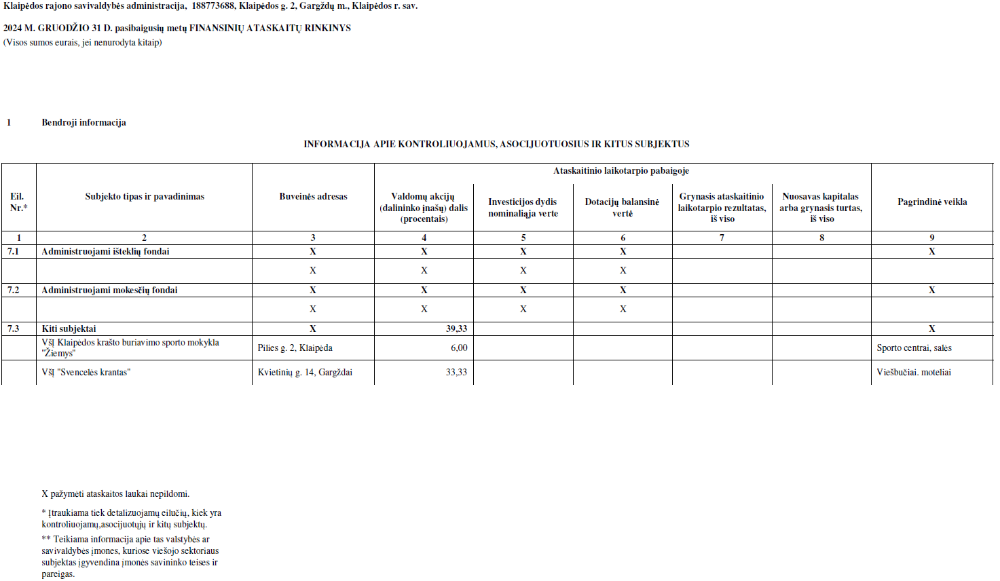 Klaipėdos rajono savivaldybės administracija,  188773688, Klaipėdos g. 2, Gargždų m., Klaipėdos r. sav.
2024 M. GRUODŽIO 31 D. pasibaigusių metų FINANSINIŲ ATASKAITŲ RINKINYS
(Visos sumos eurais, jei nenurodyta kitaip)
1 Bendroji informacija
INFORMACIJA APIE KONTROLIUOJAMUS, ASOCIJUOTUOSIUS IR KITUS SUBJEKTUS
Ataskaitinio laikotarpio pabaigoje
Eil.
Nr.*
Subjekto tipas ir pavadinimas
Buveinės adresas
Valdomų akcijų
(dalininko įnašų) dalis
(procentais)
Investicijos dydis
nominaliąja verte
Dotacijų balansinė
vertė
Grynasis ataskaitinio
laikotarpio rezultatas,
iš viso
Nuosavas kapitalas
arba grynasis turtas,
iš viso
Pagrindinė veikla
1 2 3 4 5 6 7 8 9
7.1 Administruojami išteklių fondai X X X X X
X X X X
7.2 Administruojami mokesčių fondai X X X X X
X X X X
7.3 Kiti subjektai X 39,33 X
VšĮ Klaipėdos krašto buriavimo sporto mokykla
"Žiemys"
Pilies g. 2, Klaipėda 6,00 Sporto centrai, salės
VšĮ "Svencelės krantas" Kvietinių g. 14, Gargždai 33,33 Viešbučiai. moteliai
X pažymėti ataskaitos laukai nepildomi.
* Įtraukiama tiek detalizuojamų eilučių, kiek yra
kontroliuojamų,asocijuotųjų ir kitų subjektų.
** Teikiama informacija apie tas valstybės ar
savivaldybės įmones, kuriose viešojo sektoriaus
subjektas įgyvendina įmonės savininko teises ir
pareigas.